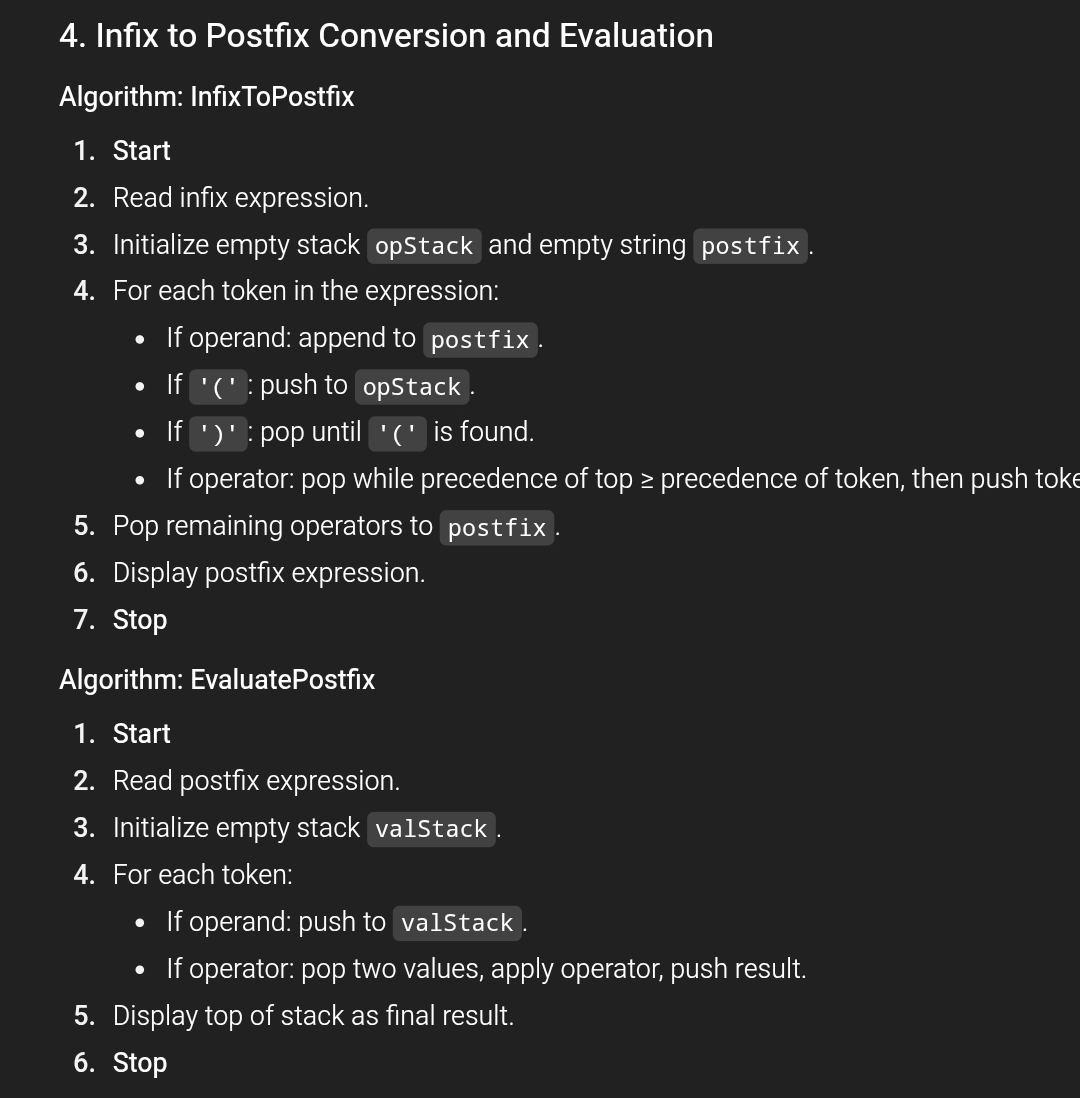 4. Infix to Postfix Conversion and Evaluation
Algorithm: InfixToPostfix
1. Start
2. Read infix expression.
3. Initialize empty stack opStack and empty string postfix.
4. For each token in the expression:
• If operand: append to postfix.
• If '(': push to opStack.
• If ')': pop until '(' is found.
• If operator: pop while precedence of top ≥ precedence of token, then push toke
5. Pop remaining operators to postfix.
6. Display postfix expression.
7. Stop
Algorithm: EvaluatePostfix
1. Start
2. Read postfix expression.
3. Initialize empty stack valStack.
4. For each token:
• If operand: push to valStack.
• If operator: pop two values, apply operator, push result.
5. Display top of stack as final result.
6. Stop